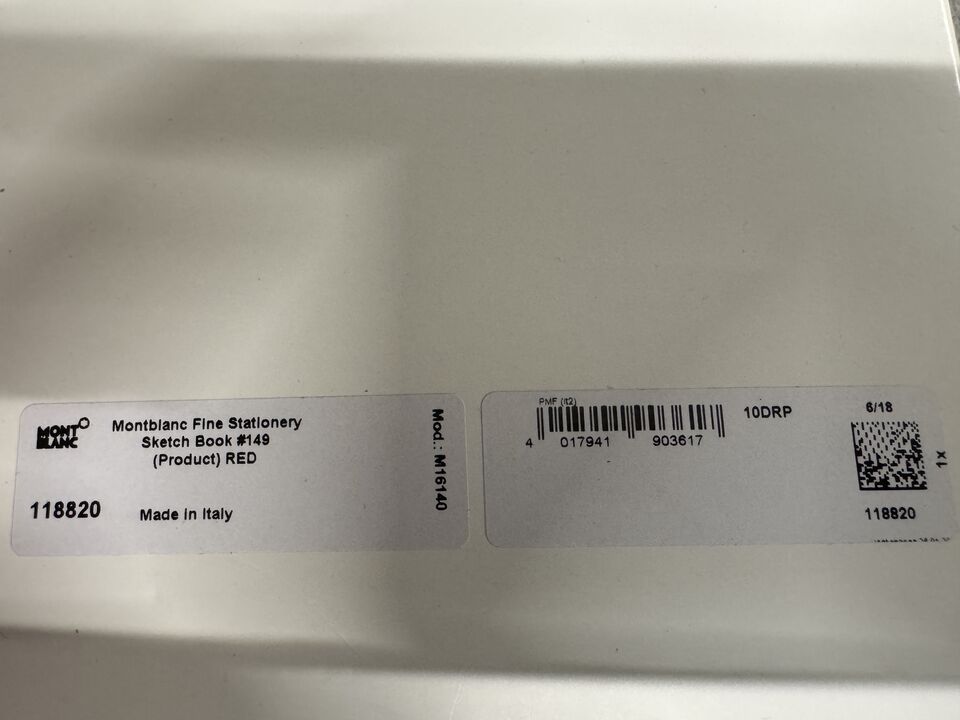 MONT
BLANC
Montblanc Fine Stationery
Sketch Book #149
(Product) RED
118820
Made in Italy
Mod.: M16140
PMF (it2)
4 017941 903617
10DRP
6/18
1x
118820